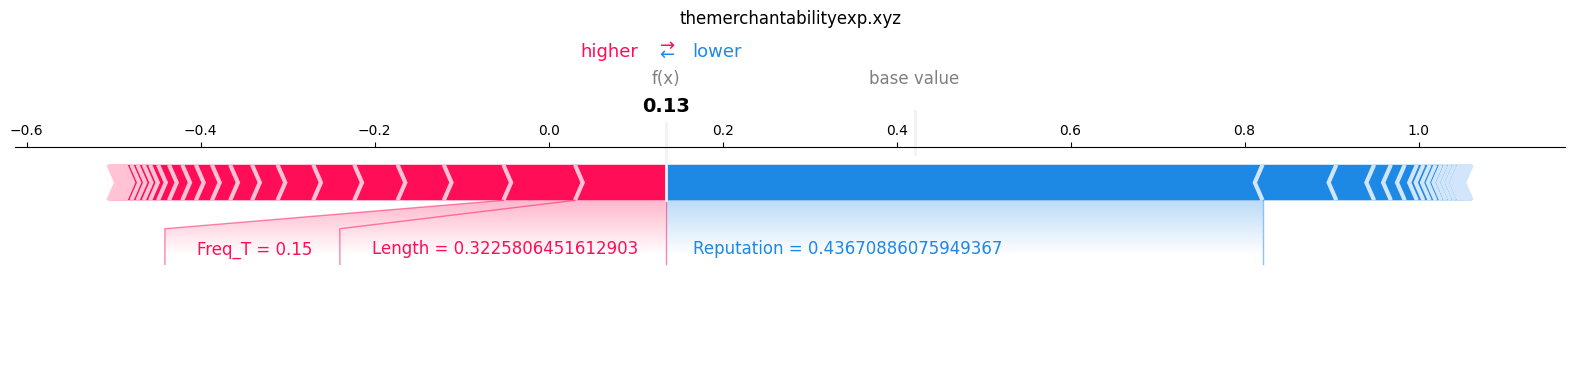 themerchantabilityexp.xyz
higher ⇄ lower
f(x) base value
0.13
−0.6 −0.4 −0.2 0.0 0.2 0.4 0.6 0.8 1.0
Freq_T = 0.15 Length = 0.3225806451612903 Reputation = 0.43670886075949367